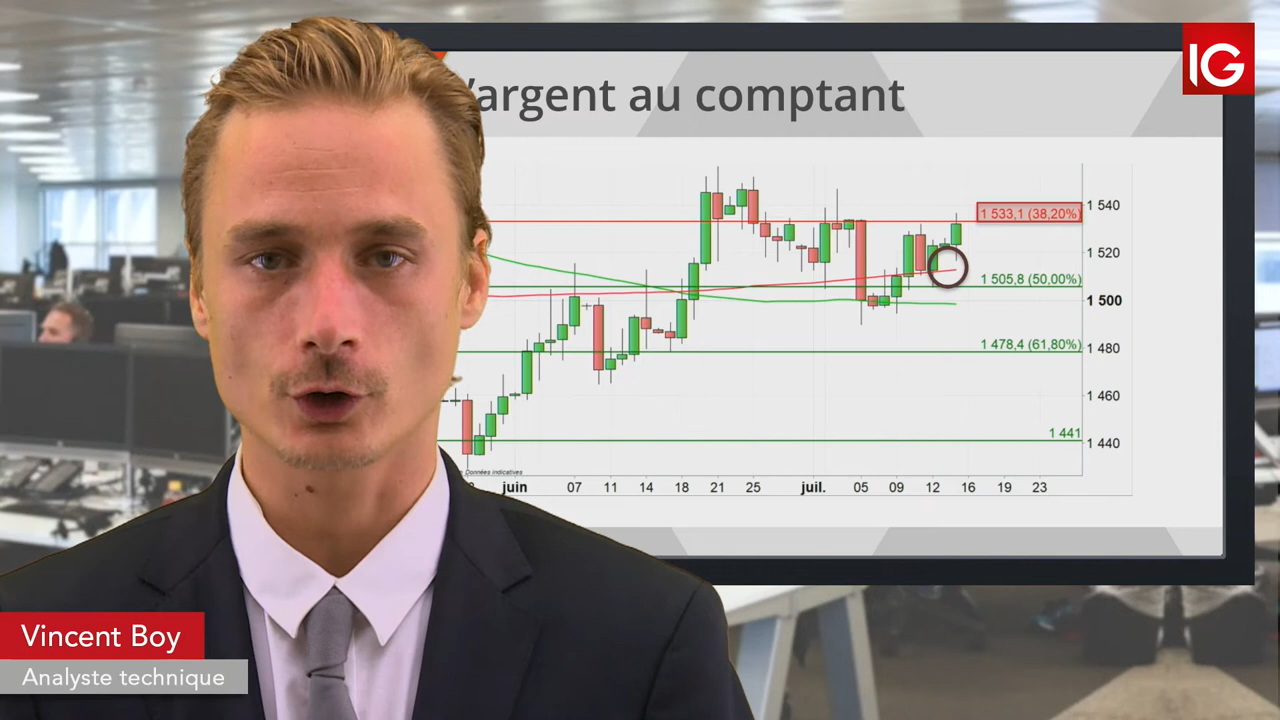 ’argent au comptant
IG
1 540
1 533,1 (38,20%)
1 520
1 505,8 (50,00%)
1 500
1 480
1 478,4 (61,80%)
1 460
1 441
1 440
Données indicatives
juin 07 11 14 18 21 25 juil. 05 09 12 16 19 23
Vincent Boy
Analyste technique